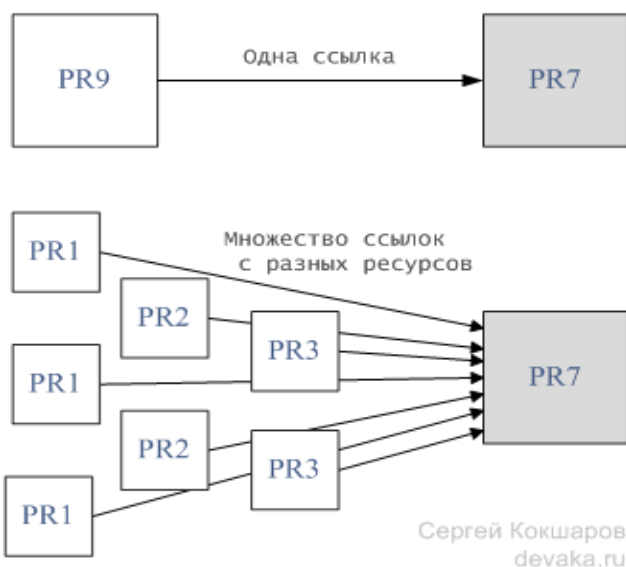 PR9
Одна ссылка
PR7
PR1
Множество ссылок
с разных ресурсов
PR2
PR3
PR1
PR7
PR2
PR3
PR1
Сергей Кокшаров
devaka.ru